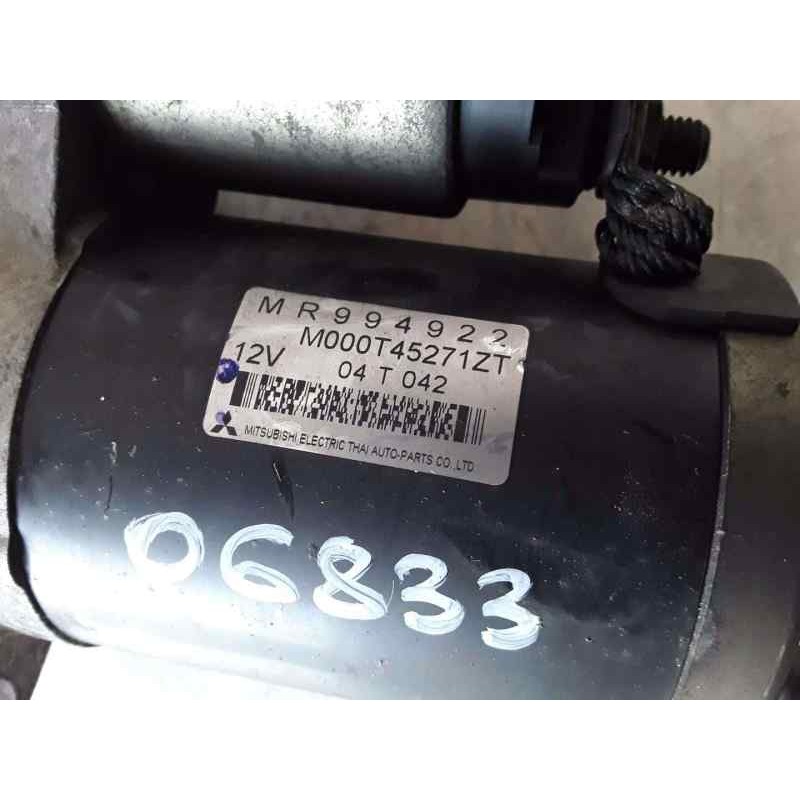 MR994922
M000T45271ZT
12V 04 T 042
MITSUBISHI ELECTRIC THAI AUTO-PARTS CO.,LTD.
06833